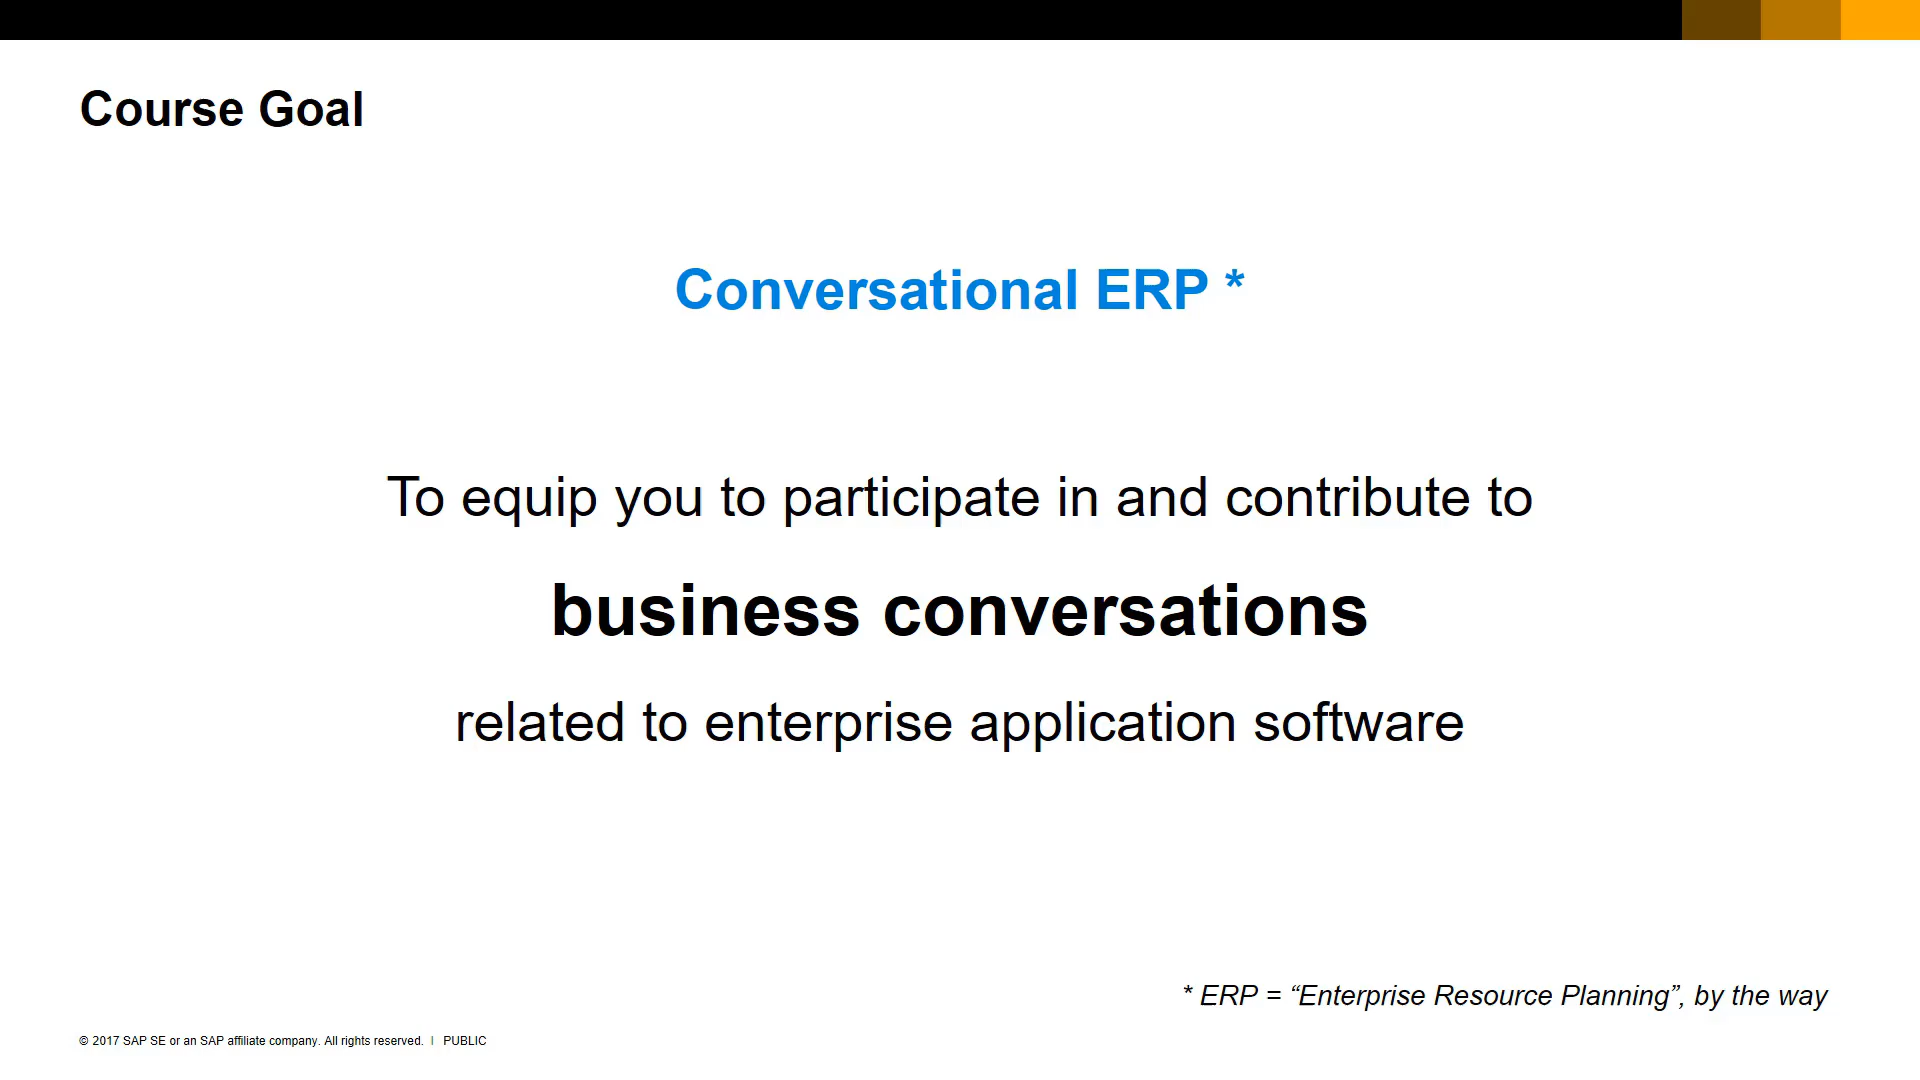 Course Goal
Conversational ERP *
To equip you to participate in and contribute to
business conversations
related to enterprise application software
* ERP = “Enterprise Resource Planning”, by the way
© 2017 SAP SE or an SAP affiliate company. All rights reserved. I PUBLIC